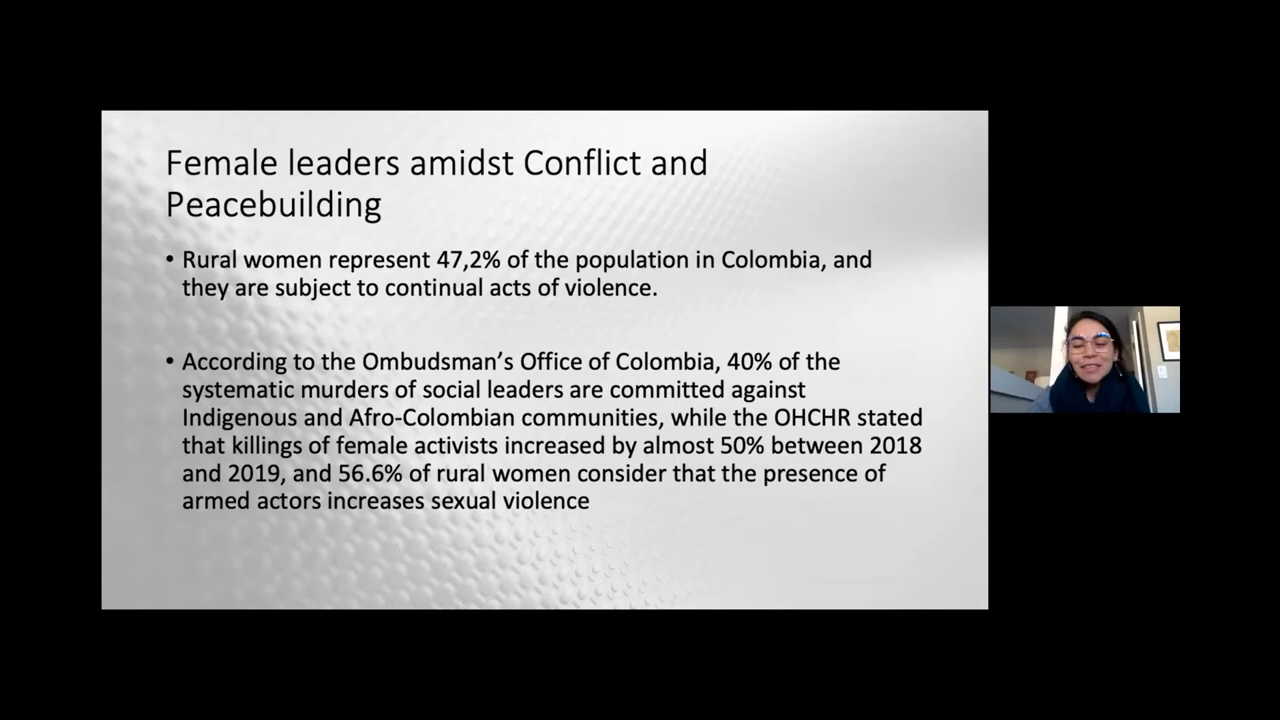 Female leaders amidst Conflict and
Peacebuilding
• Rural women represent 47,2% of the population in Colombia, and
they are subject to continual acts of violence.
• According to the Ombudsman’s Office of Colombia, 40% of the
systematic murders of social leaders are committed against
Indigenous and Afro-Colombian communities, while the OHCHR stated
that killings of female activists increased by almost 50% between 2018
and 2019, and 56.6% of rural women consider that the presence of
armed actors increases sexual violence